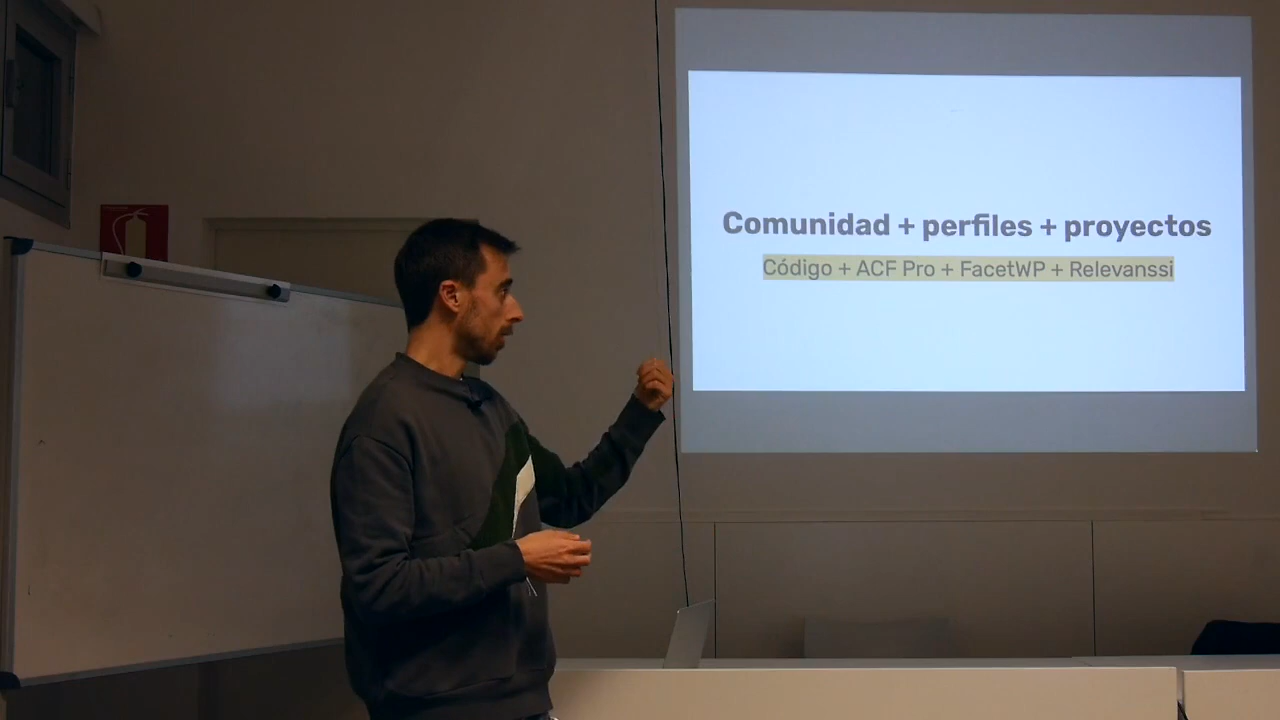 Comunidad + perfiles + proyectos
Código + ACF Pro + FacetWP + Relevanssi